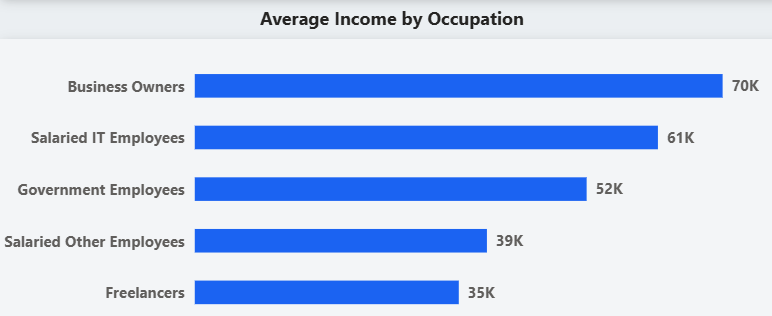 Average Income by Occupation
Business Owners 70K
Salaried IT Employees 61K
Government Employees 52K
Salaried Other Employees 39K
Freelancers 35K